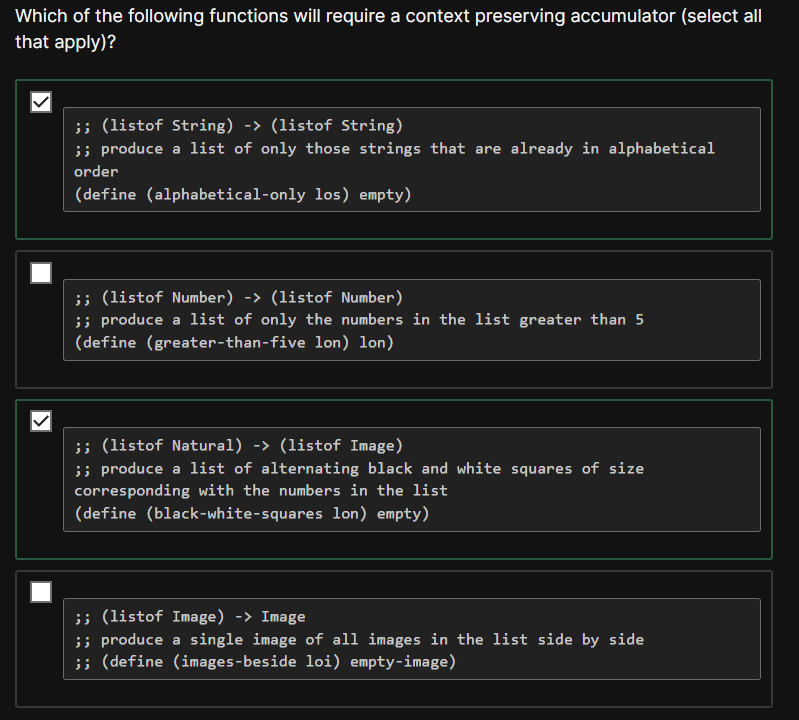 Which of the following functions will require a context preserving accumulator (select all
that apply)?
;; (listof String) -> (listof String)
;; produce a list of only those strings that are already in alphabetical
order
(define (alphabetical-only los) empty)
;; (listof Number) -> (listof Number)
;; produce a list of only the numbers in the list greater than 5
(define (greater-than-five lon) lon)
;; (listof Natural) -> (listof Image)
;; produce a list of alternating black and white squares of size
corresponding with the numbers in the list
(define (black-white-squares lon) empty)
;; (listof Image) -> Image
;; produce a single image of all images in the list side by side
;; (define (images-beside loi) empty-image)